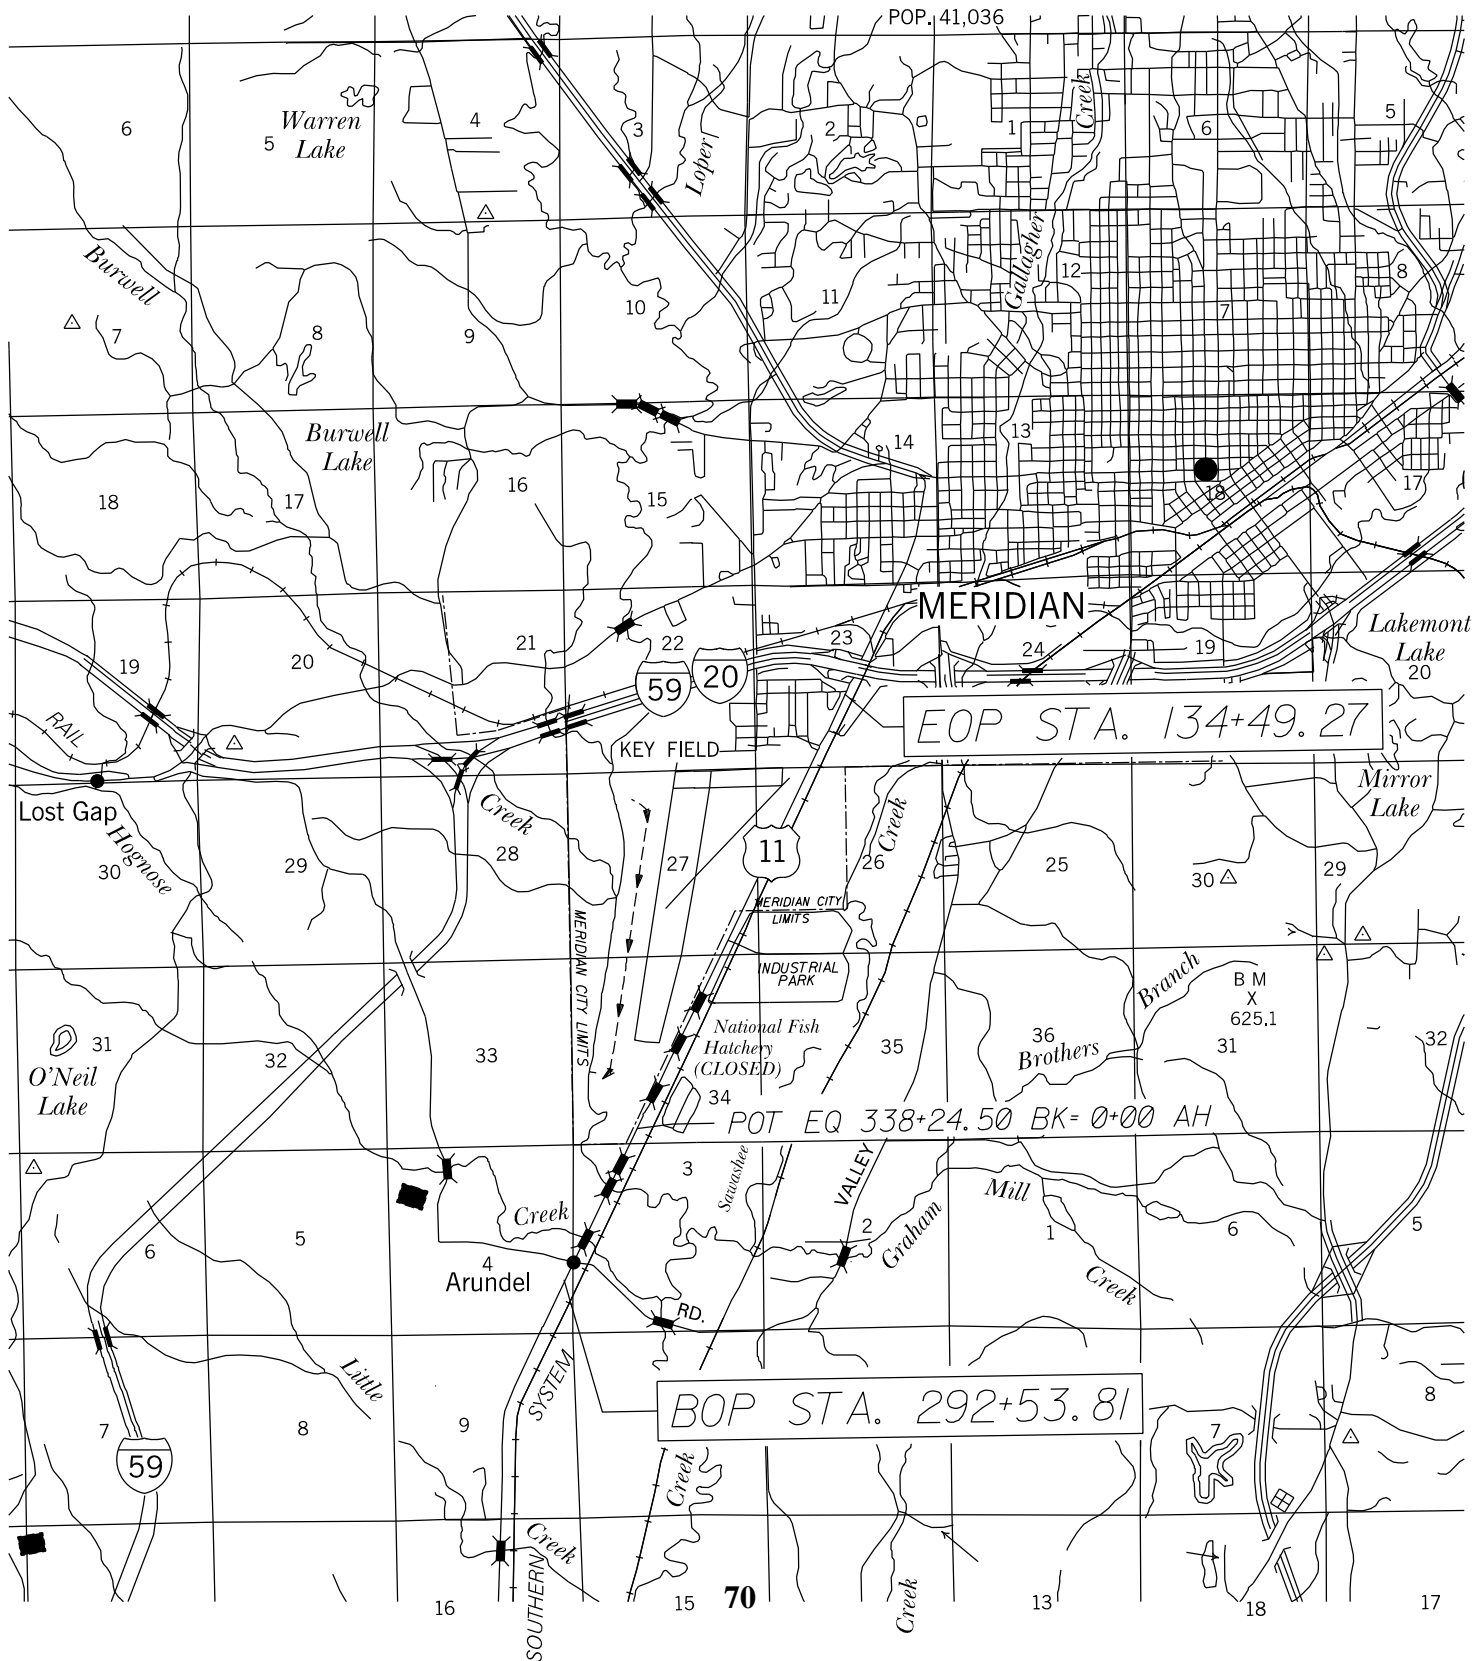 POP. 41,036
6
5
Warren
Lake
4
3
Loper
2
1
Creek
6
5
Burwell
7
8
9
10
11
Gallagher
12
7
8
Burwell
Lake
18
17
16
15
14
13
18
17
MERIDIAN
19
20
21
22
23
24
19
Lakemont
Lake
20
59
20
RAIL
EOP STA. 134+49.27
KEY FIELD
Lost Gap
Mirror
Lake
Creek
Creek
Hognose
30
29
28
27
11
26
25
30
29
MERIDIAN CITY
LIMITS
MERIDIAN CITY LIMITS
INDUSTRIAL
PARK
Branch
B M
X
625.1
31
O'Neil
Lake
32
33
National Fish
Hatchery
(CLOSED)
34
35
36
Brothers
31
32
POT EQ 338+24.50 BK= 0+00 AH
Sawashee
3
VALLEY
Mill
Creek
2
Graham
1
6
5
6
5
4
Arundel
Creek
RD.
Little
SYSTEM
BOP STA. 292+53.81
7
8
9
7
8
59
Creek
Creek
SOUTHERN
Creek
16
15
70
13
18
17